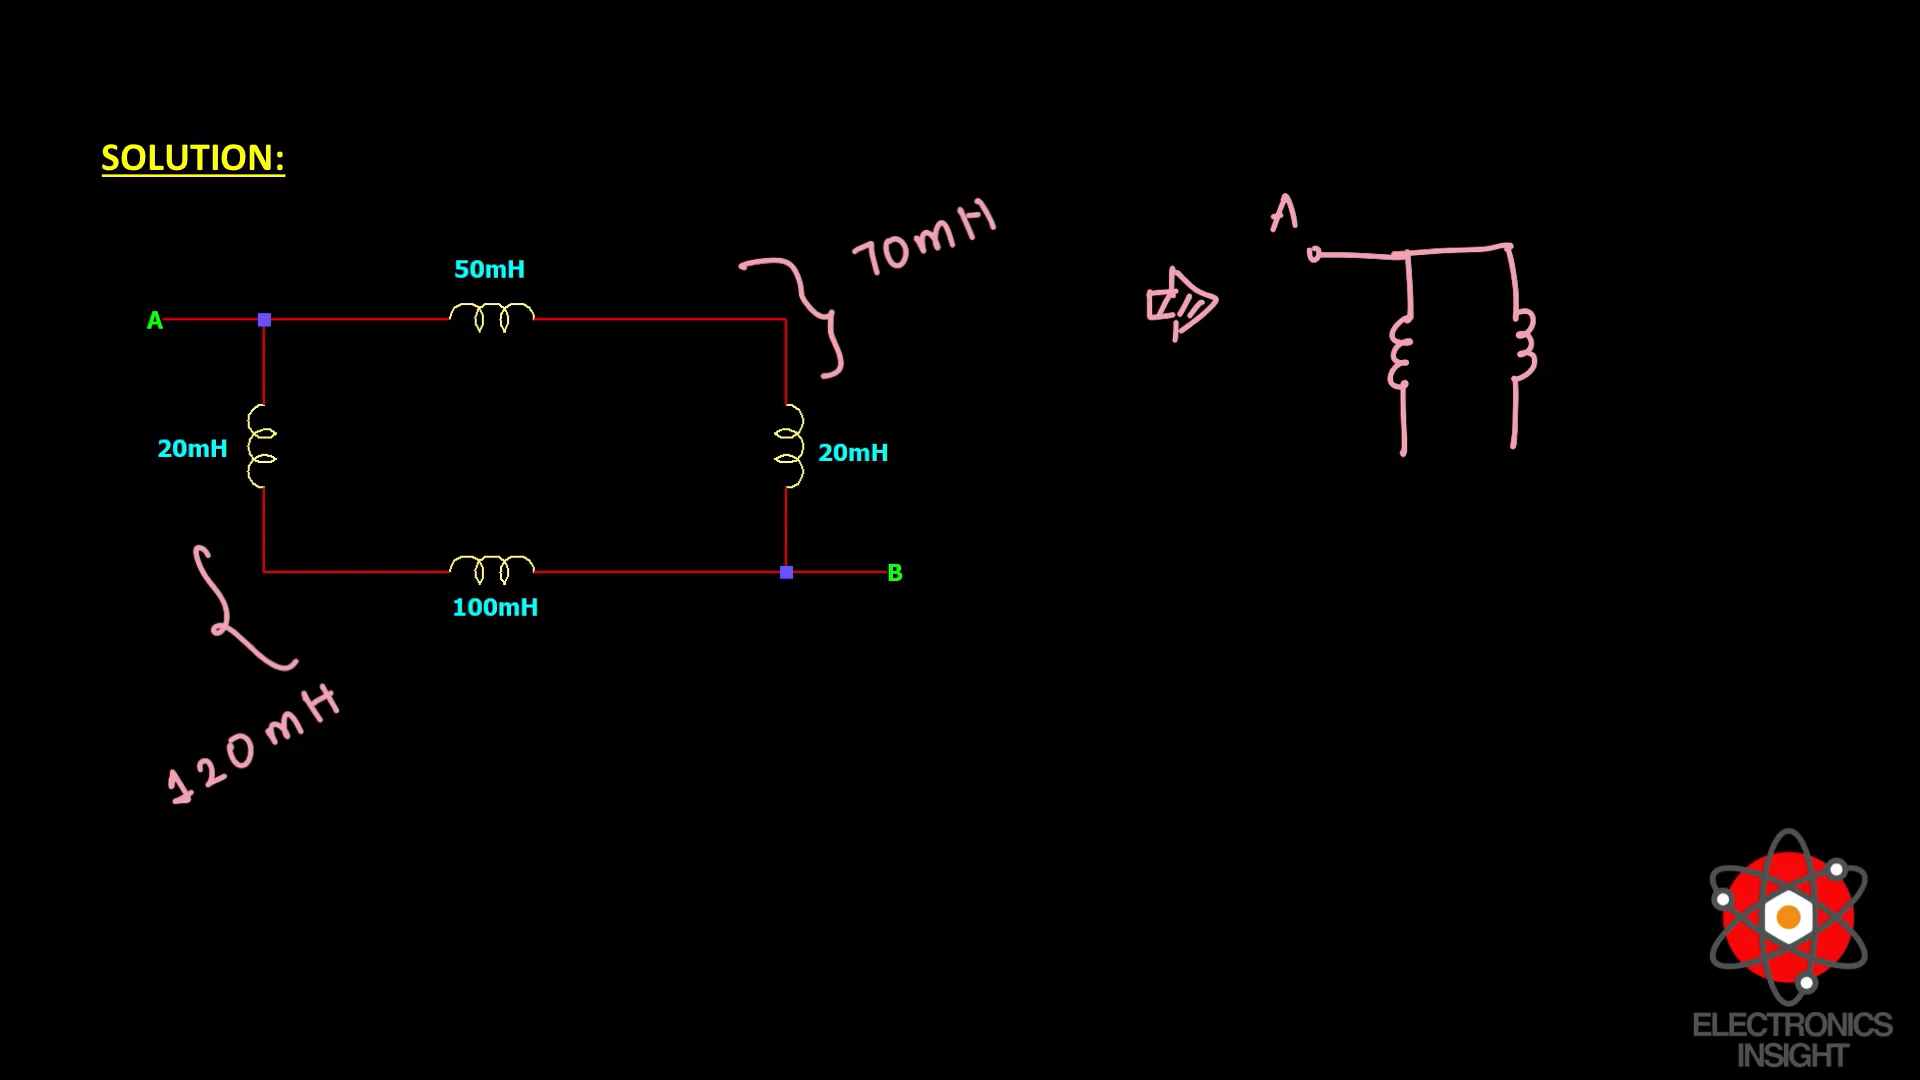 SOLUTION:
70mH
A
50mH
A
20mH
20mH
B
100mH
120mH
ELECTRONICS
INSIGHT